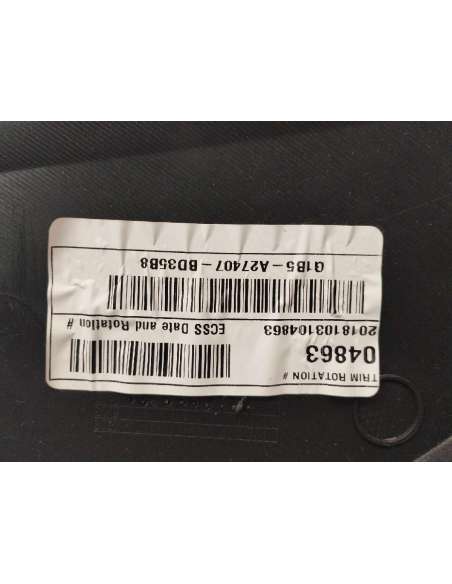 TRIM ROTATION #
04863
2018103104863 ECSS Date and Rotation #
G1B5-A27407-BD35B8